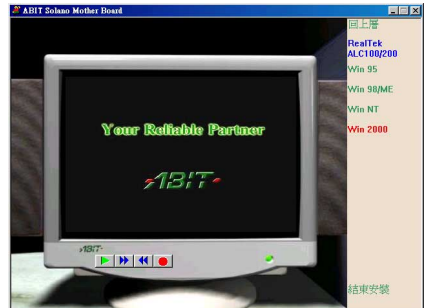 ABIT Solano Mother Board
回上層
RealTek
ALC100/200
Win 95
Win 98/ME
Win NT
Win 2000
Your Reliable Partner
ABIT
ABIT
結束安裝